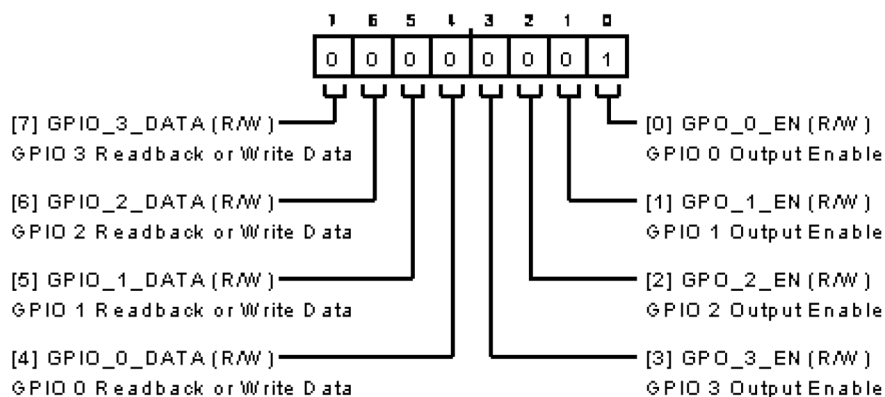 7 6 5 4 3 2 1 0
0 0 0 0 0 0 0 1
[7] GPIO_3_DATA (R/W)
GPIO 3 Readback or Write Data
[6] GPIO_2_DATA (R/W)
GPIO 2 Readback or Write Data
[5] GPIO_1_DATA (R/W)
GPIO 1 Readback or Write Data
[4] GPIO_0_DATA (R/W)
GPIO 0 Readback or Write Data
[0] GPO_0_EN (R/W)
GPIO 0 Output Enable
[1] GPO_1_EN (R/W)
GPIO 1 Output Enable
[2] GPO_2_EN (R/W)
GPIO 2 Output Enable
[3] GPO_3_EN (R/W)
GPIO 3 Output Enable